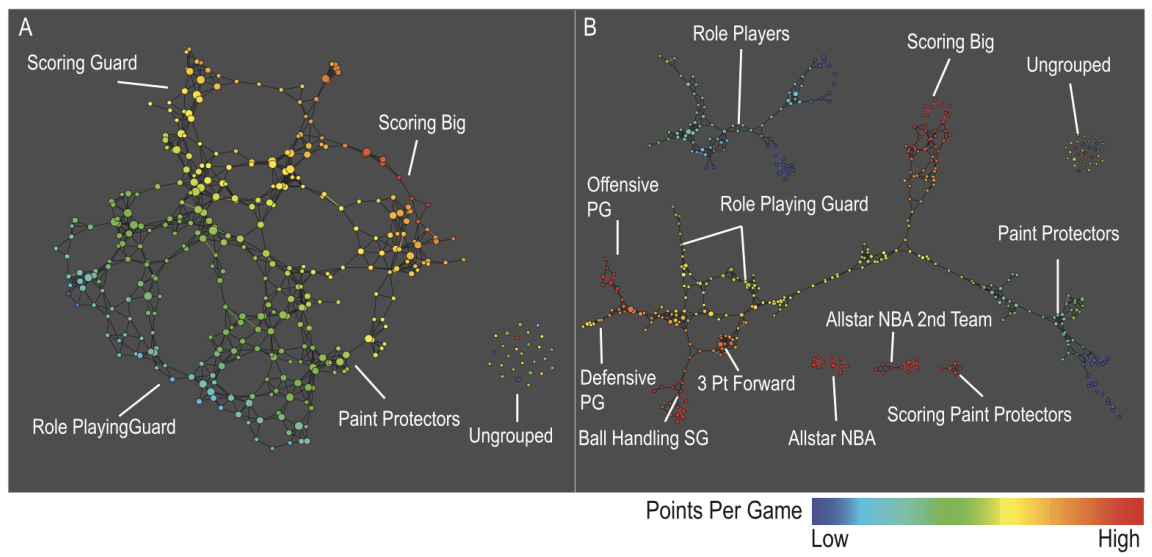 A
Scoring Guard
Scoring Big
Role PlayingGuard
Paint Protectors
Ungrouped
B
Role Players
Scoring Big
Ungrouped
Offensive
PG
Role Playing Guard
Paint Protectors
Allstar NBA 2nd Team
Defensive
PG
3 Pt Forward
Ball Handling SG
Allstar NBA
Scoring Paint Protectors
Points Per Game
Low
High